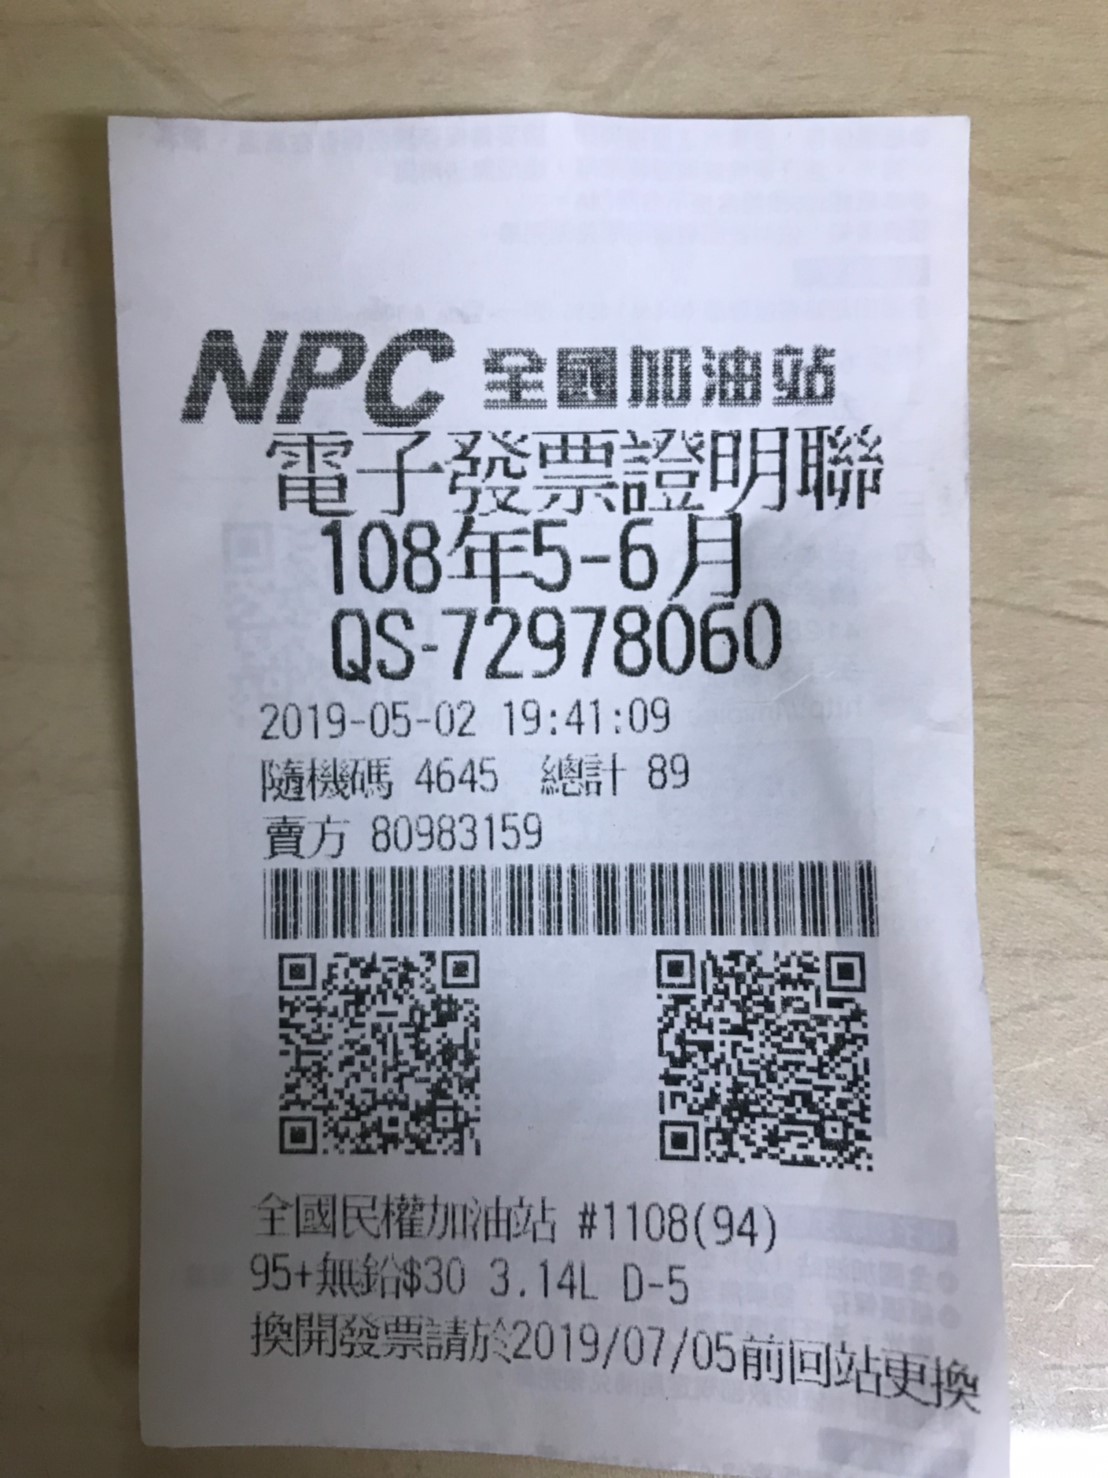 NPC 全國加油站
電子發票證明聯
108年5-6月
QS-72978060
2019-05-02 19:41:09
隨機碼 4645 總計 89
賣方 80983159
全國民權加油站 #1108(94)
95+無鉛$30 3.14L D-5
換開發票請於2019/07/05前回站更換